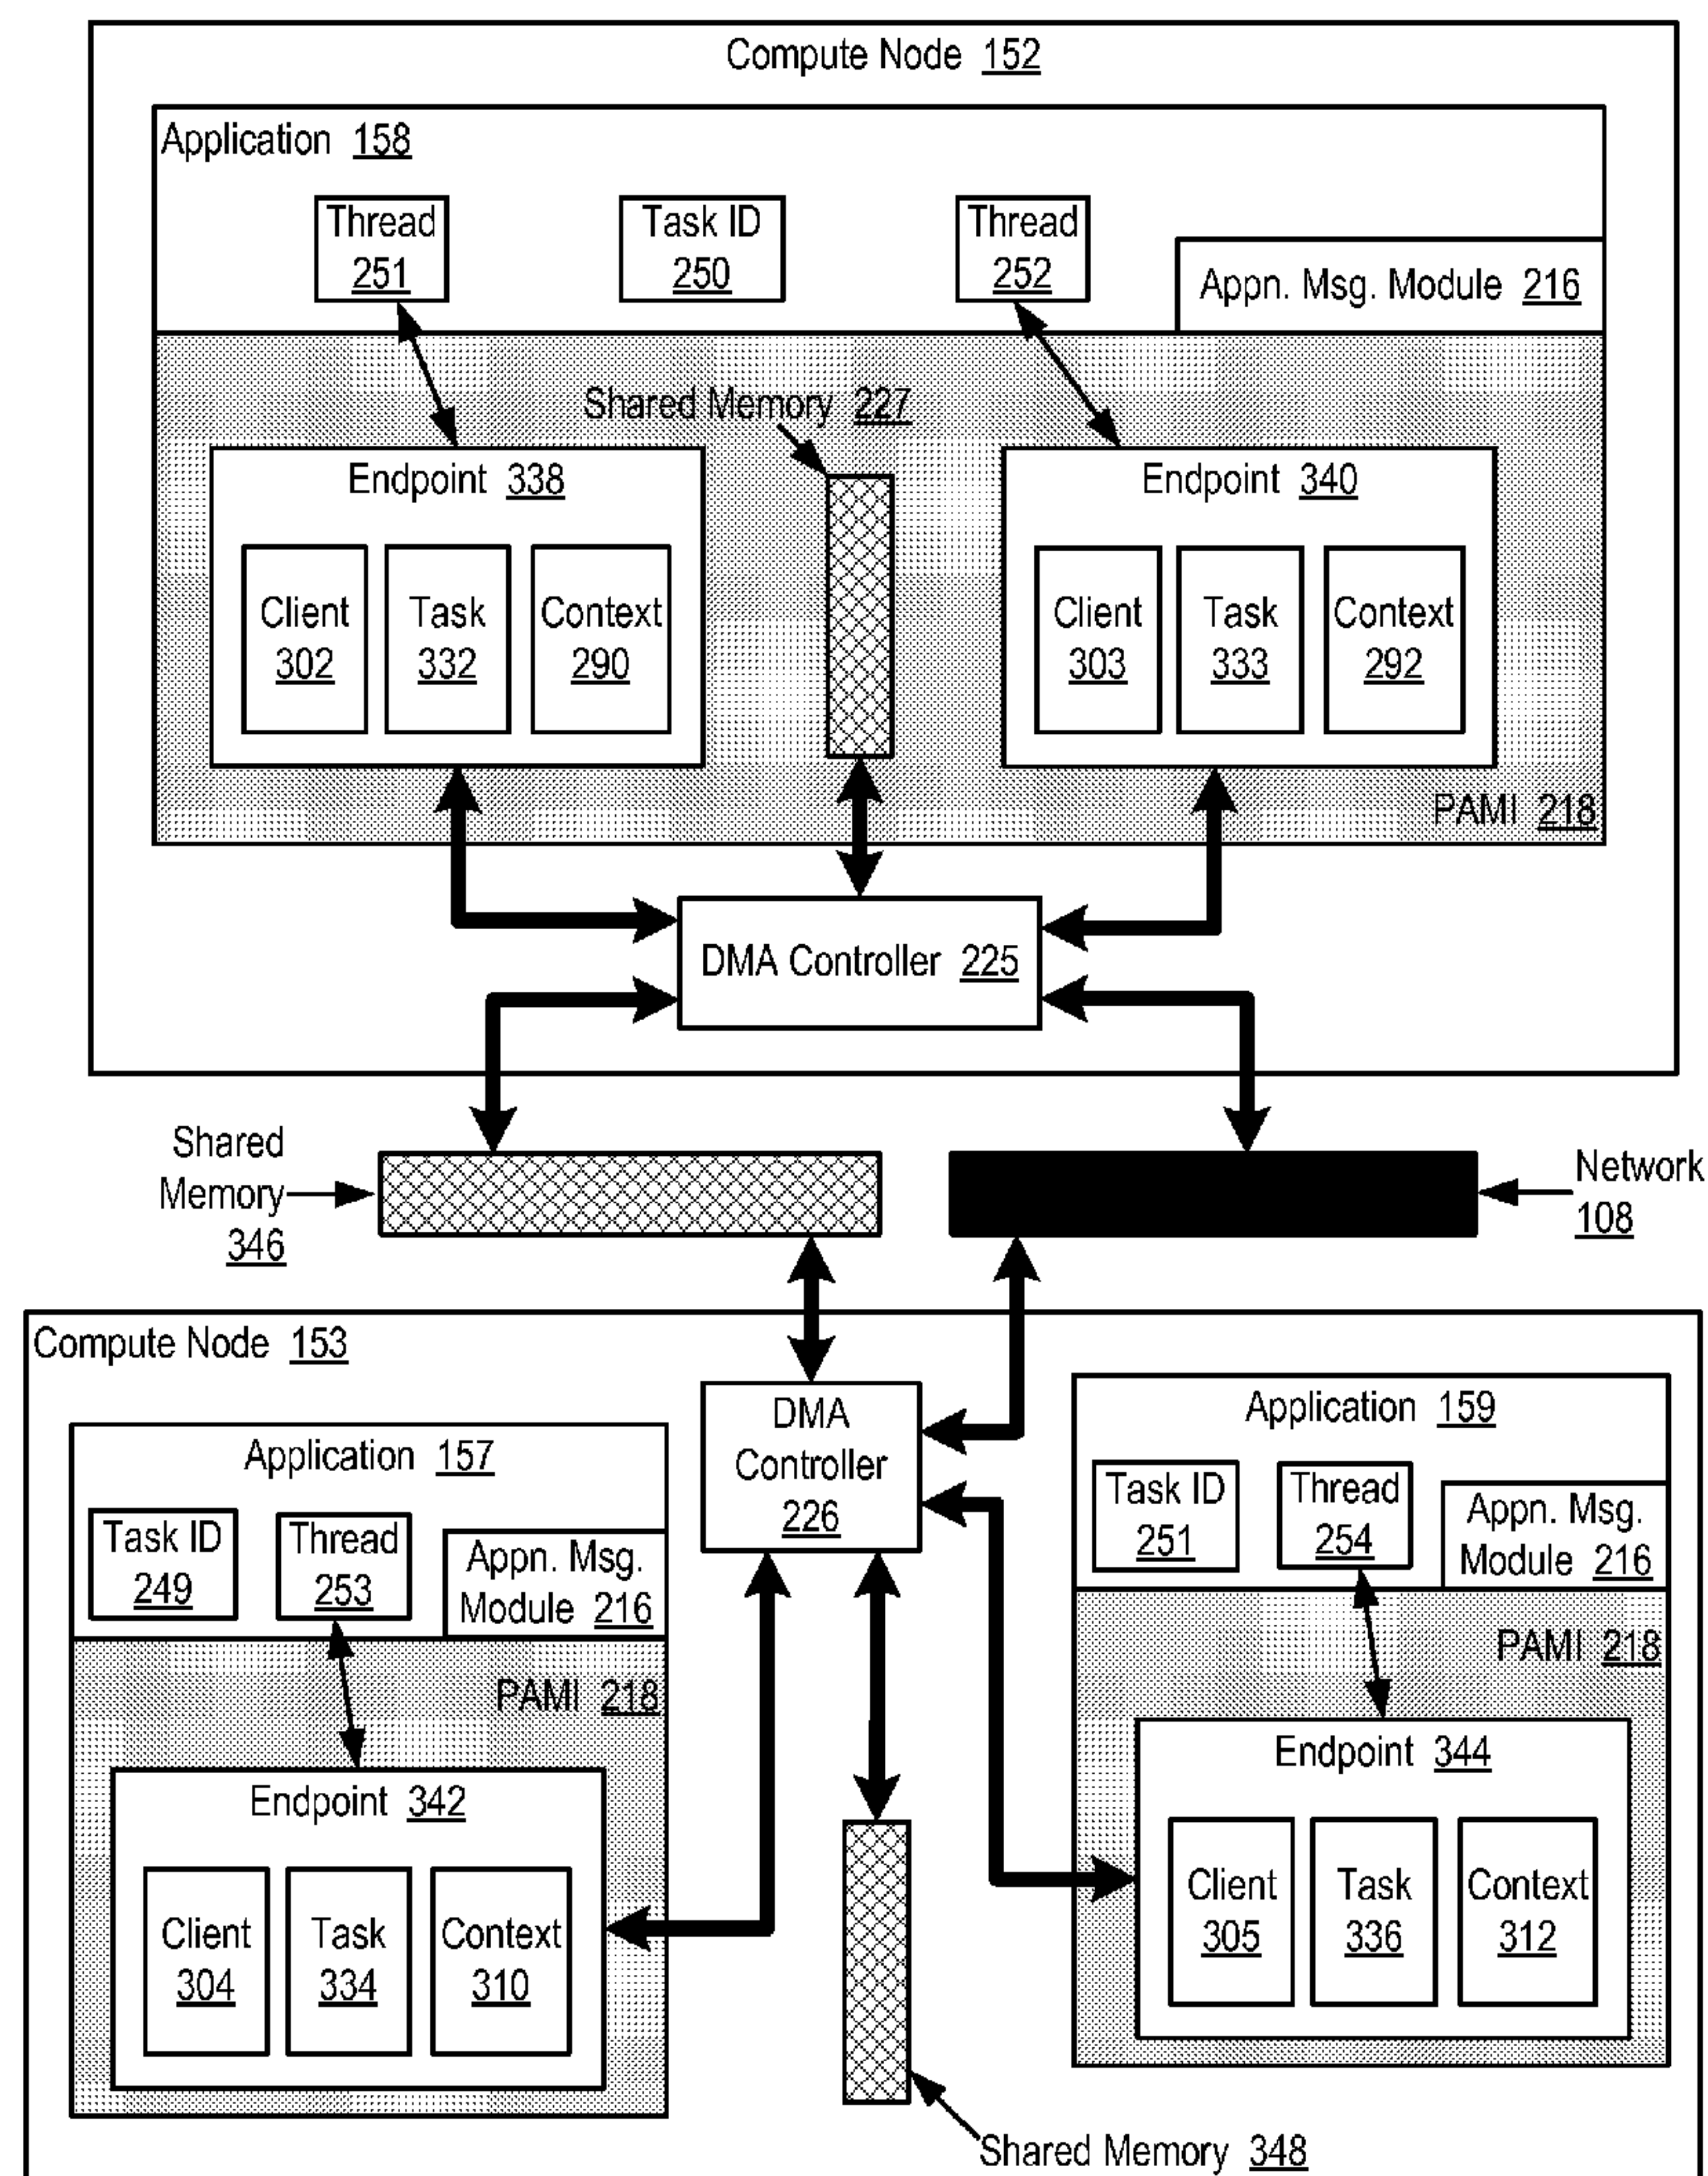 Compute Node 152
Application 158
Thread
251
Task ID
250
Thread
252
Appn. Msg. Module 216
Shared Memory 227
Endpoint 338
Client
302
Task
332
Context
290
Endpoint 340
Client
303
Task
333
Context
292
PAMI 218
DMA Controller 225
Shared
Memory
346
Network
108
Compute Node 153
DMA
Controller
226
Application 157
Task ID
249
Thread
253
Appn. Msg.
Module 216
PAMI 218
Endpoint 342
Client
304
Task
334
Context
310
Application 159
Task ID
251
Thread
254
Appn. Msg.
Module 216
PAMI 218
Endpoint 344
Client
305
Task
336
Context
312
Shared Memory 348